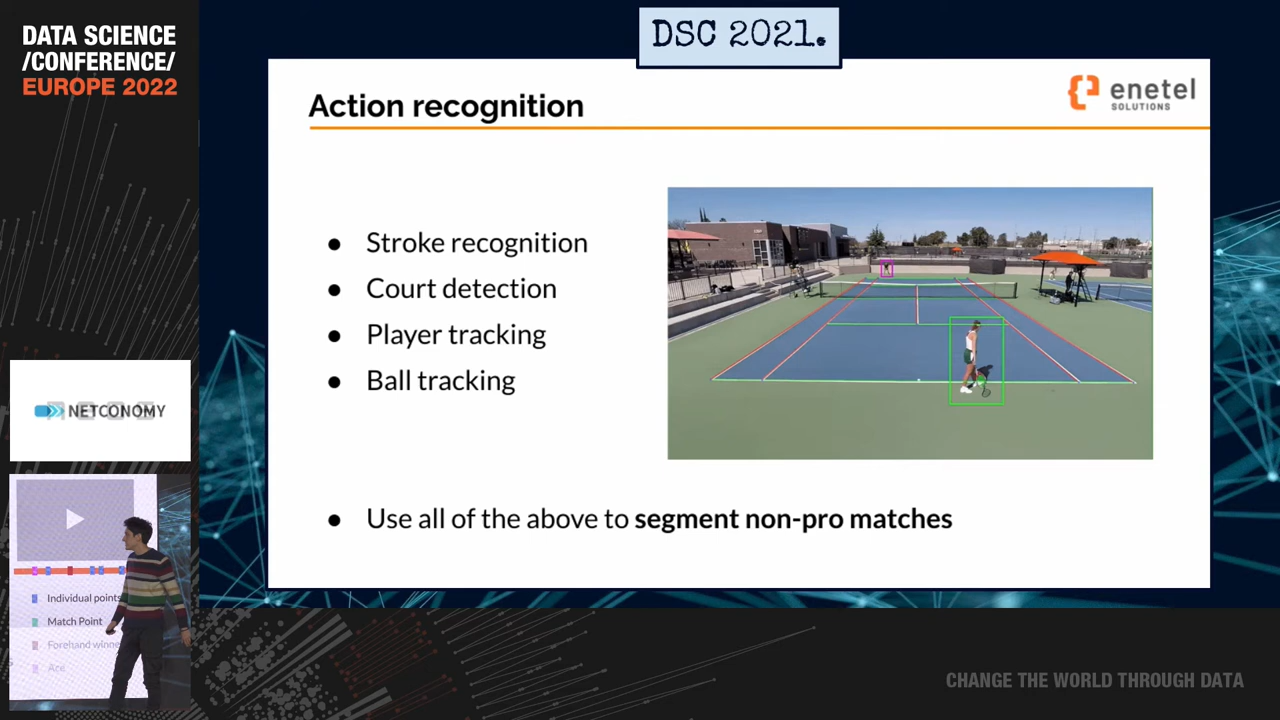 DATA SCIENCE
/CONFERENCE/
EUROPE 2022
DSC 2021.
Action recognition
enetel
SOLUTIONS
Stroke recognition
Court detection
Player tracking
Ball tracking
Use all of the above to segment non-pro matches
NETCONOMY
Individual points
Match Point
Forehand winne
Ace
CHANGE THE WORLD THROUGH DATA